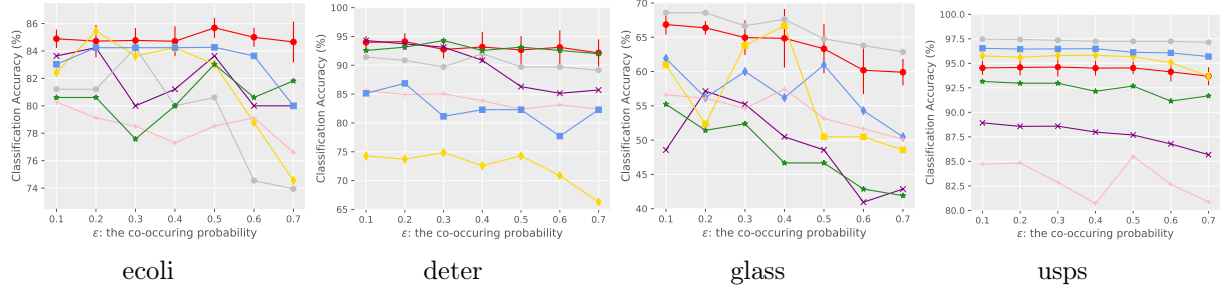 Classification Accuracy (%)
86
84
82
80
78
76
74
0.1 0.2 0.3 0.4 0.5 0.6 0.7
ε: the co-occuring probability
ecoli
Classification Accuracy (%)
100
95
90
85
80
75
70
65
0.1 0.2 0.3 0.4 0.5 0.6 0.7
ε: the co-occuring probability
deter
Classification Accuracy (%)
70
65
60
55
50
45
40
0.1 0.2 0.3 0.4 0.5 0.6 0.7
ε: the co-occuring probability
glass
Classification Accuracy (%)
100.0
97.5
95.0
92.5
90.0
87.5
85.0
82.5
80.0
0.1 0.2 0.3 0.4 0.5 0.6 0.7
ε: the co-occuring probability
usps